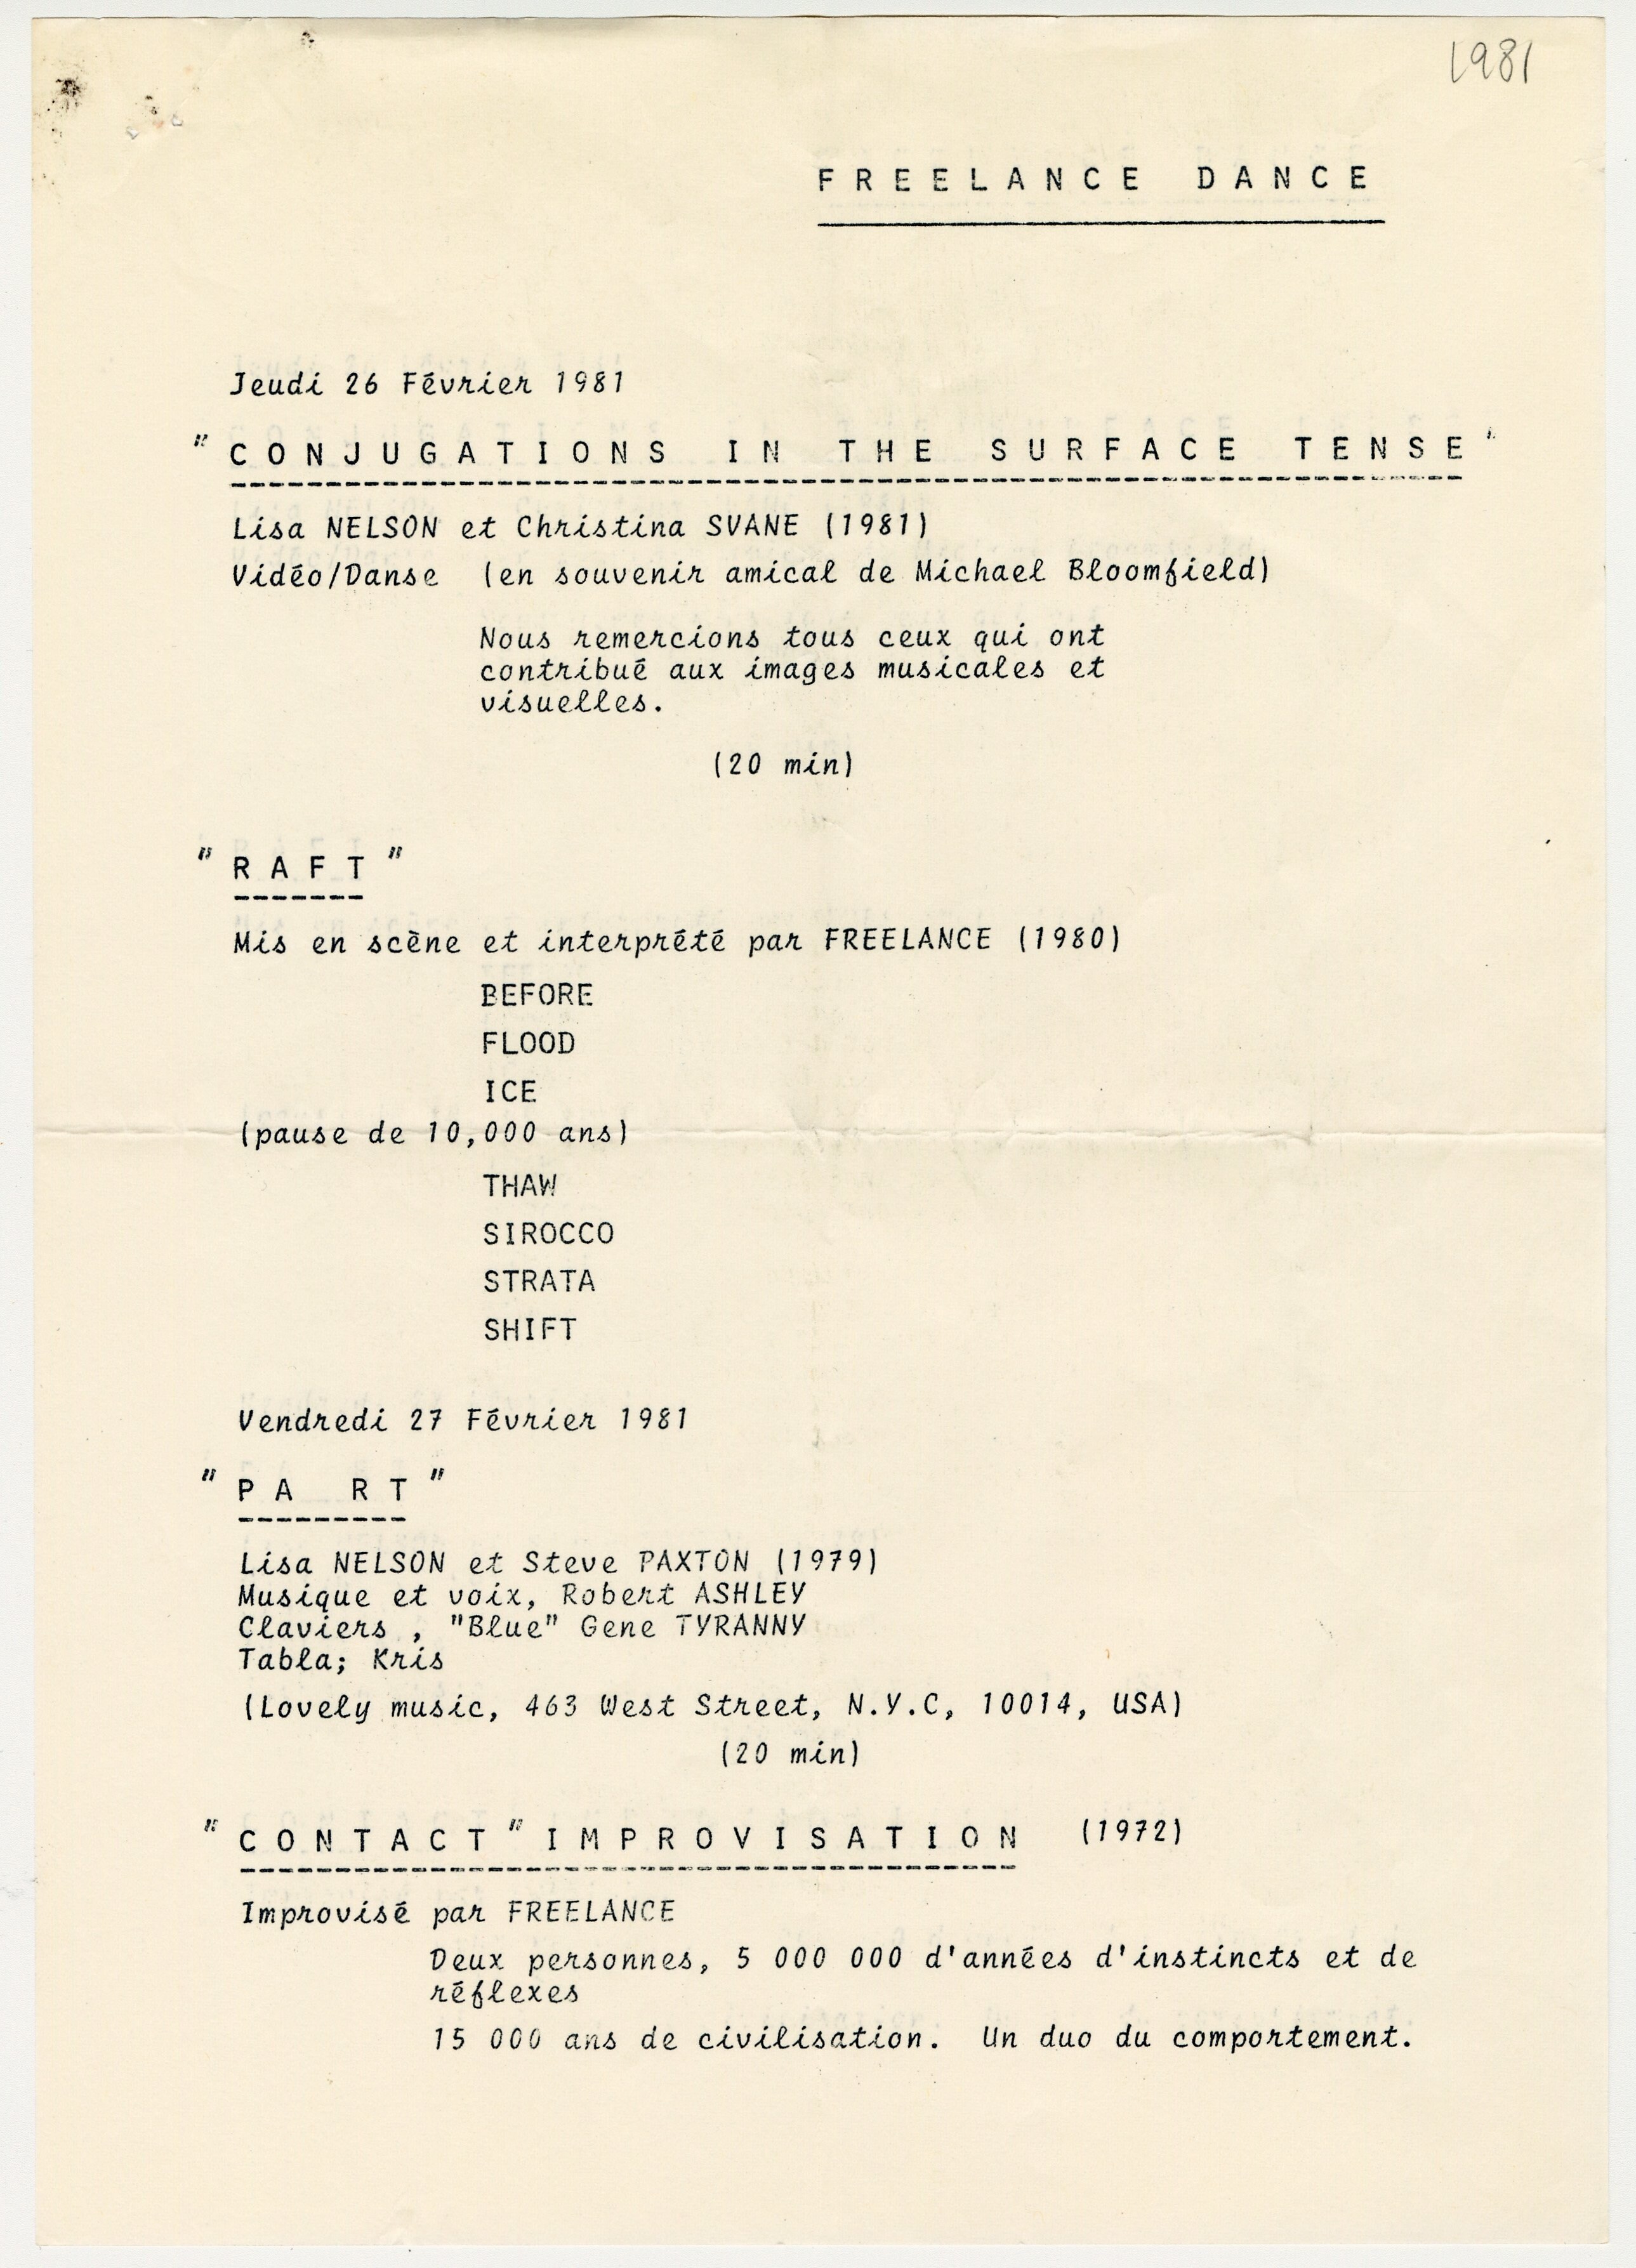 1981
FREELANCE DANCE
Jeudi 26 Février 1981
"CONJUGATIONS IN THE SURFACE TENSE"
Lisa NELSON et Christina SVANE (1981)
Vidéo/Danse (en souvenir amical de Michael Bloomfield)
Nous remercions tous ceux qui ont
contribué aux images musicales et
visuelles.
(20 min)
"RAFT"
Mis en scène et interprété par FREELANCE (1980)
BEFORE
FLOOD
ICE
(pause de 10,000 ans)
THAW
SIROCCO
STRATA
SHIFT
Vendredi 27 Février 1981
"PA RT"
Lisa NELSON et Steve PAXTON (1979)
Musique et voix, Robert ASHLEY
Claviers , "Blue" Gene TYRANNY
Tabla; Kris
(Lovely music, 463 West Street, N.Y.C, 10014, USA)
(20 min)
"CONTACT" IMPROVISATION (1972)
Improvisé par FREELANCE
Deux personnes, 5 000 000 d'années d'instincts et de
réflexes
15 000 ans de civilisation. Un duo du comportement.